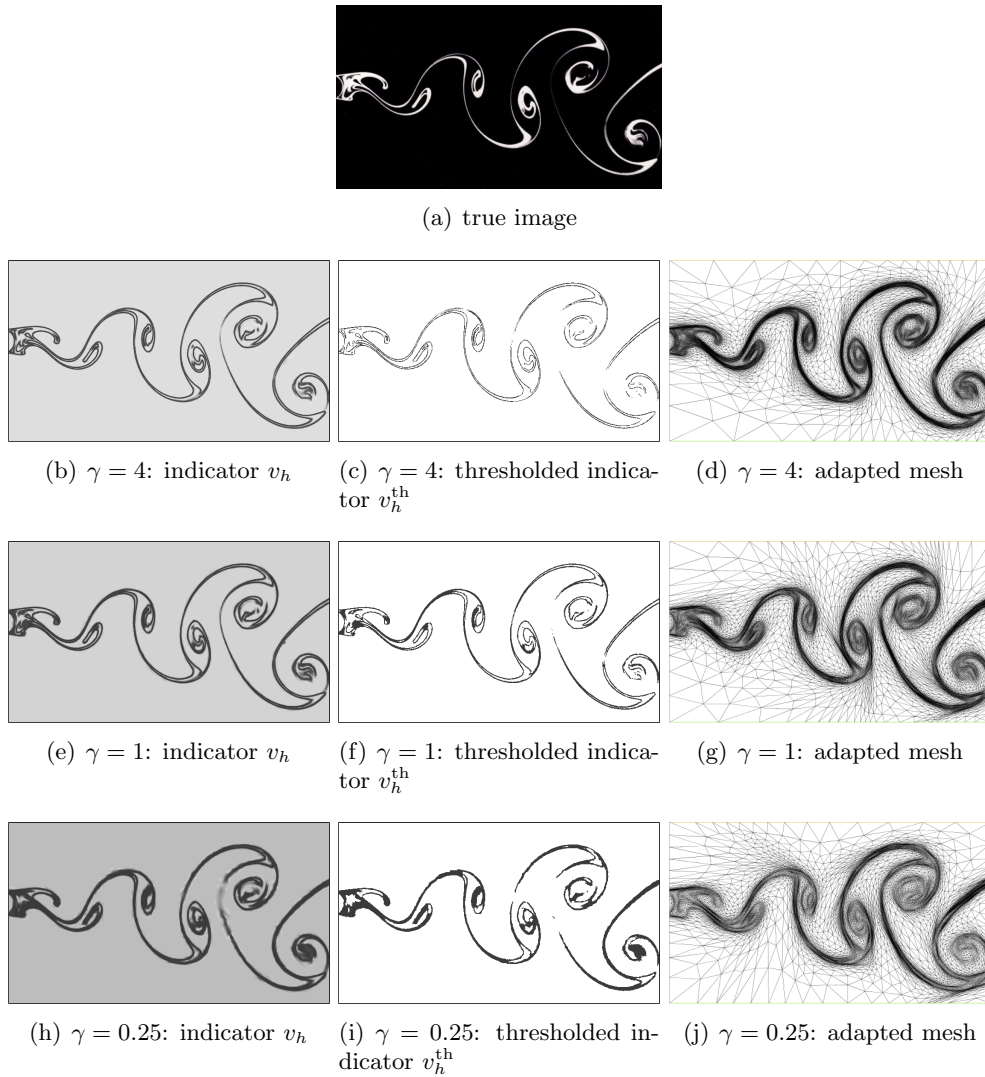 (a) true image
(b) γ = 4: indicator v_h
(c) γ = 4: thresholded indica-
tor v_h^th
(d) γ = 4: adapted mesh
(e) γ = 1: indicator v_h
(f) γ = 1: thresholded indica-
tor v_h^th
(g) γ = 1: adapted mesh
(h) γ = 0.25: indicator v_h
(i) γ = 0.25: thresholded in-
dicator v_h^th
(j) γ = 0.25: adapted mesh